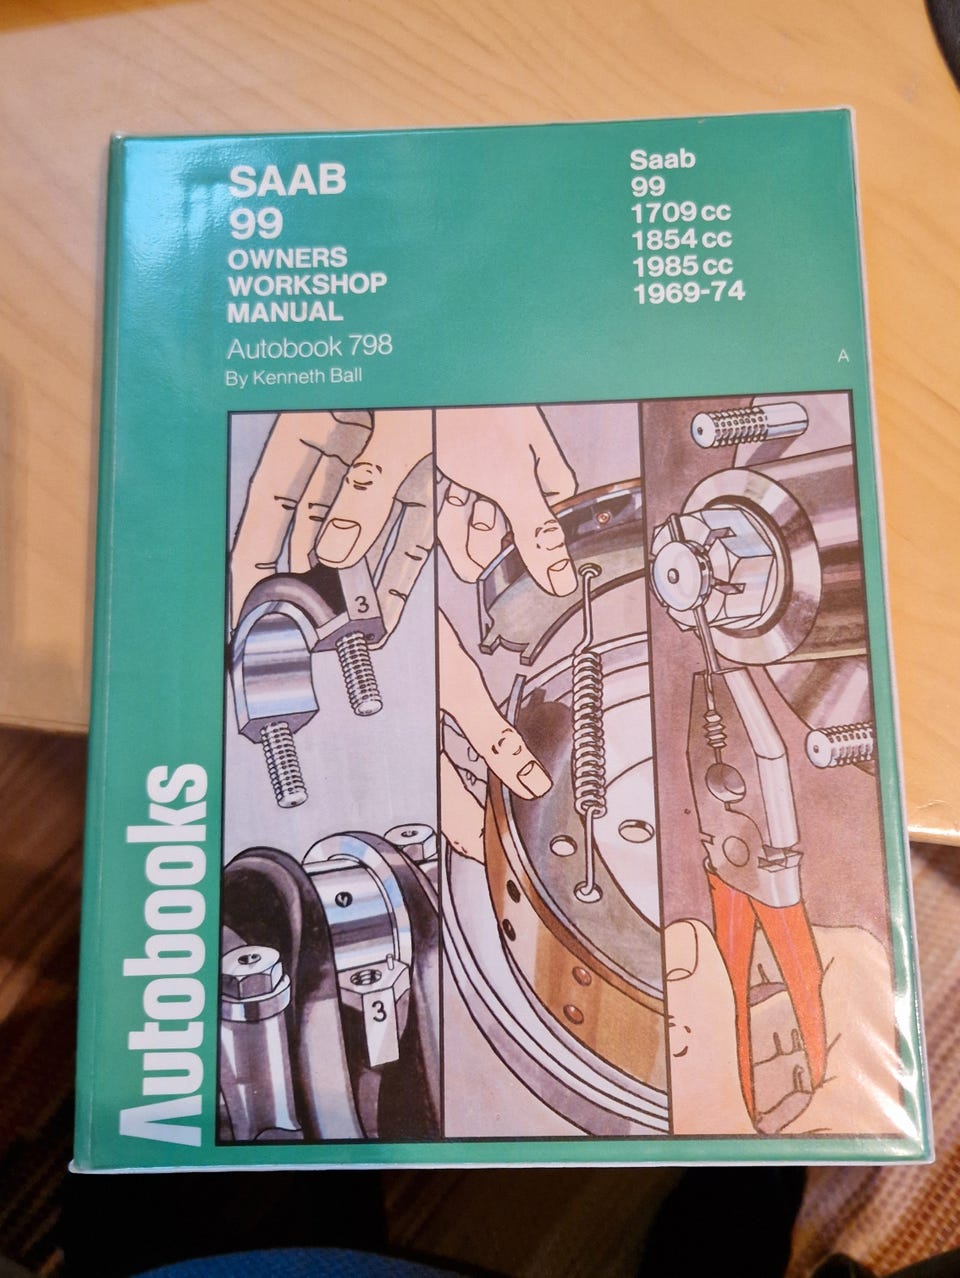 SAAB
99
OWNERS
WORKSHOP
MANUAL
Autobook 798
By Kenneth Ball
Saab
99
1709 cc
1854 cc
1985 cc
1969-74
A
3
3
Autobooks